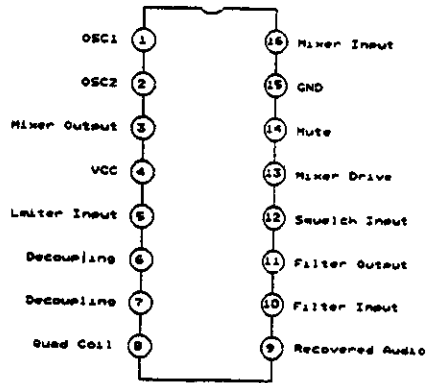 OSC1 1 16 Mixer Input
OSC2 2 15 GND
Mixer Output 3 14 Mute
VCC 4 13 Mixer Drive
Lmiter Input 5 12 Squelch Input
Decoupling 6 11 Filter Output
Decoupling 7 10 Filter Input
Quad Coil 8 9 Recovered Audio